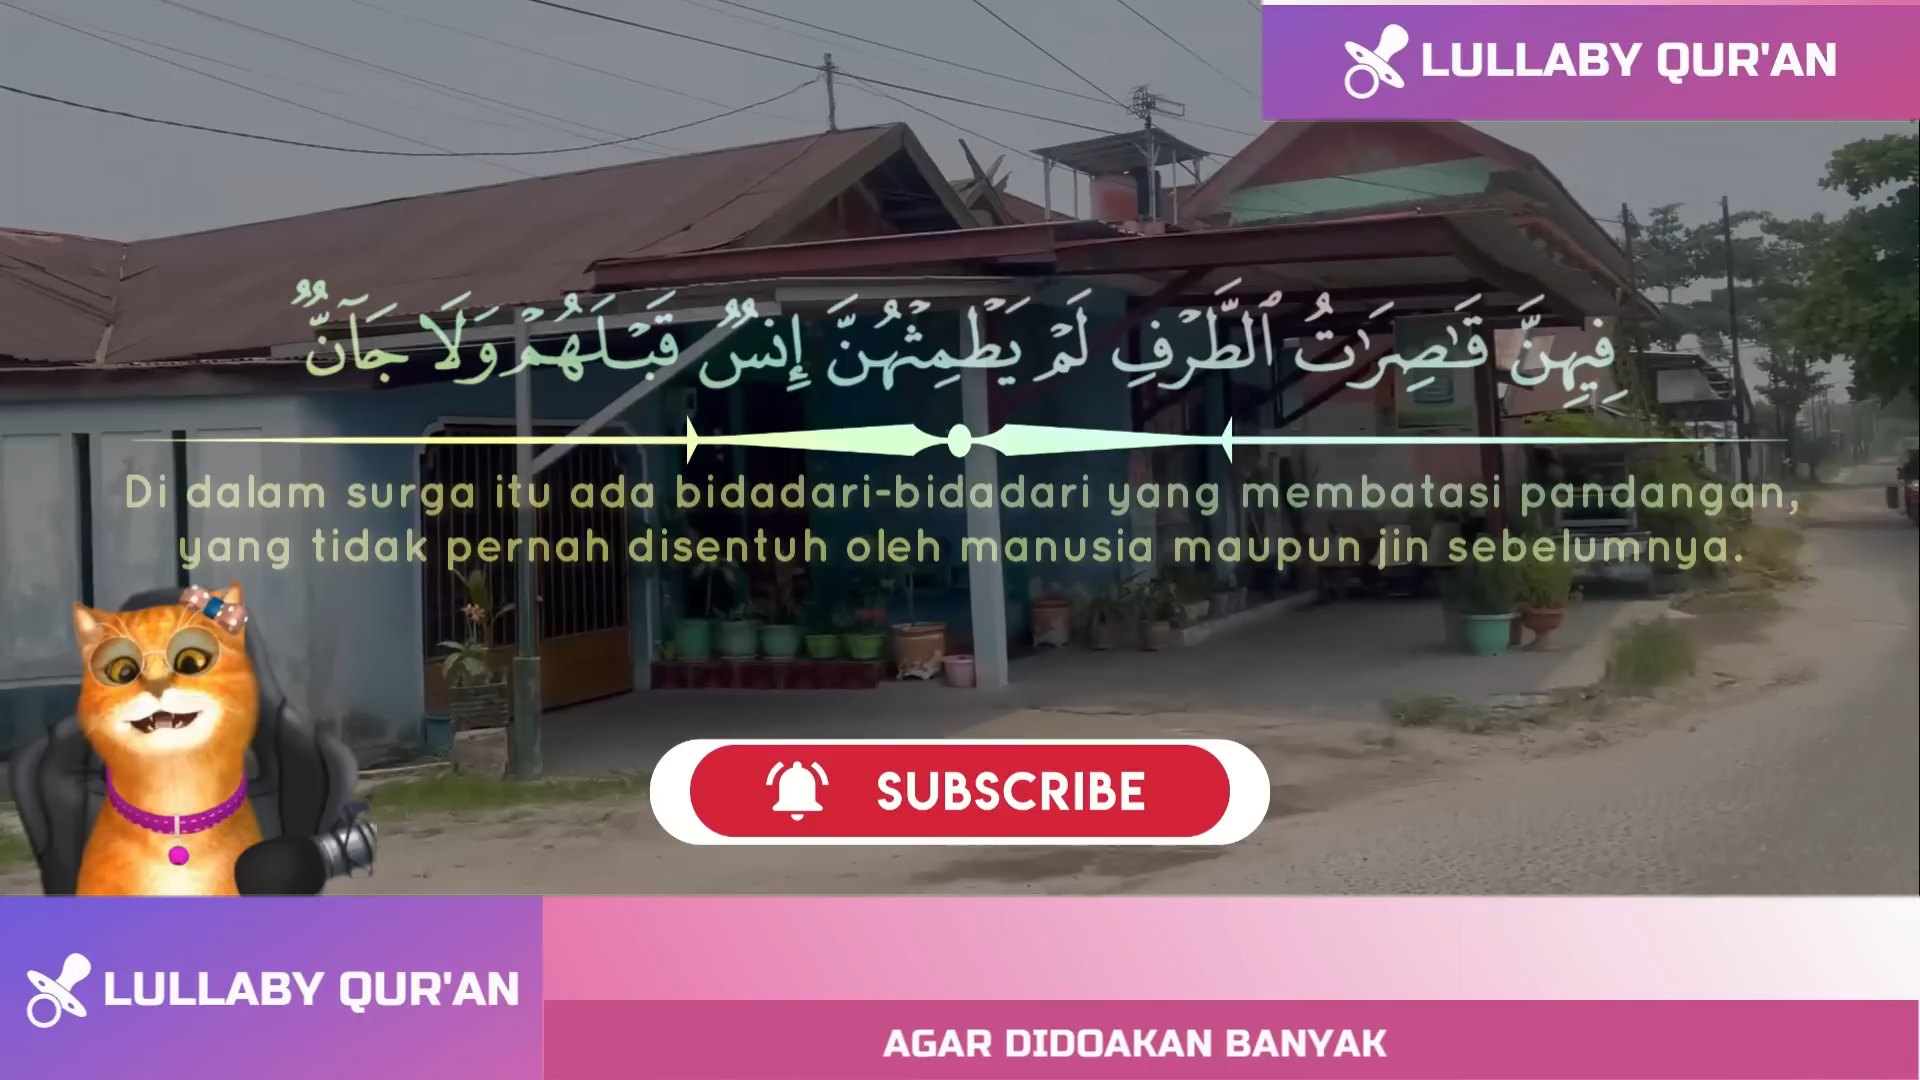 LULLABY QUR'AN
فِيهِنَّ قَـٰصِرَٰتُ ٱلطَّرْفِ لَمْ يَطْمِثْهُنَّ إِنسٌ قَبْلَهُمْ وَلَا جَآنٌّ
Di dalam surga itu ada bidadari-bidadari yang membatasi pandangan,
yang tidak pernah disentuh oleh manusia maupun jin sebelumnya.
SUBSCRIBE
LULLABY QUR'AN
AGAR DIDOAKAN BANYAK